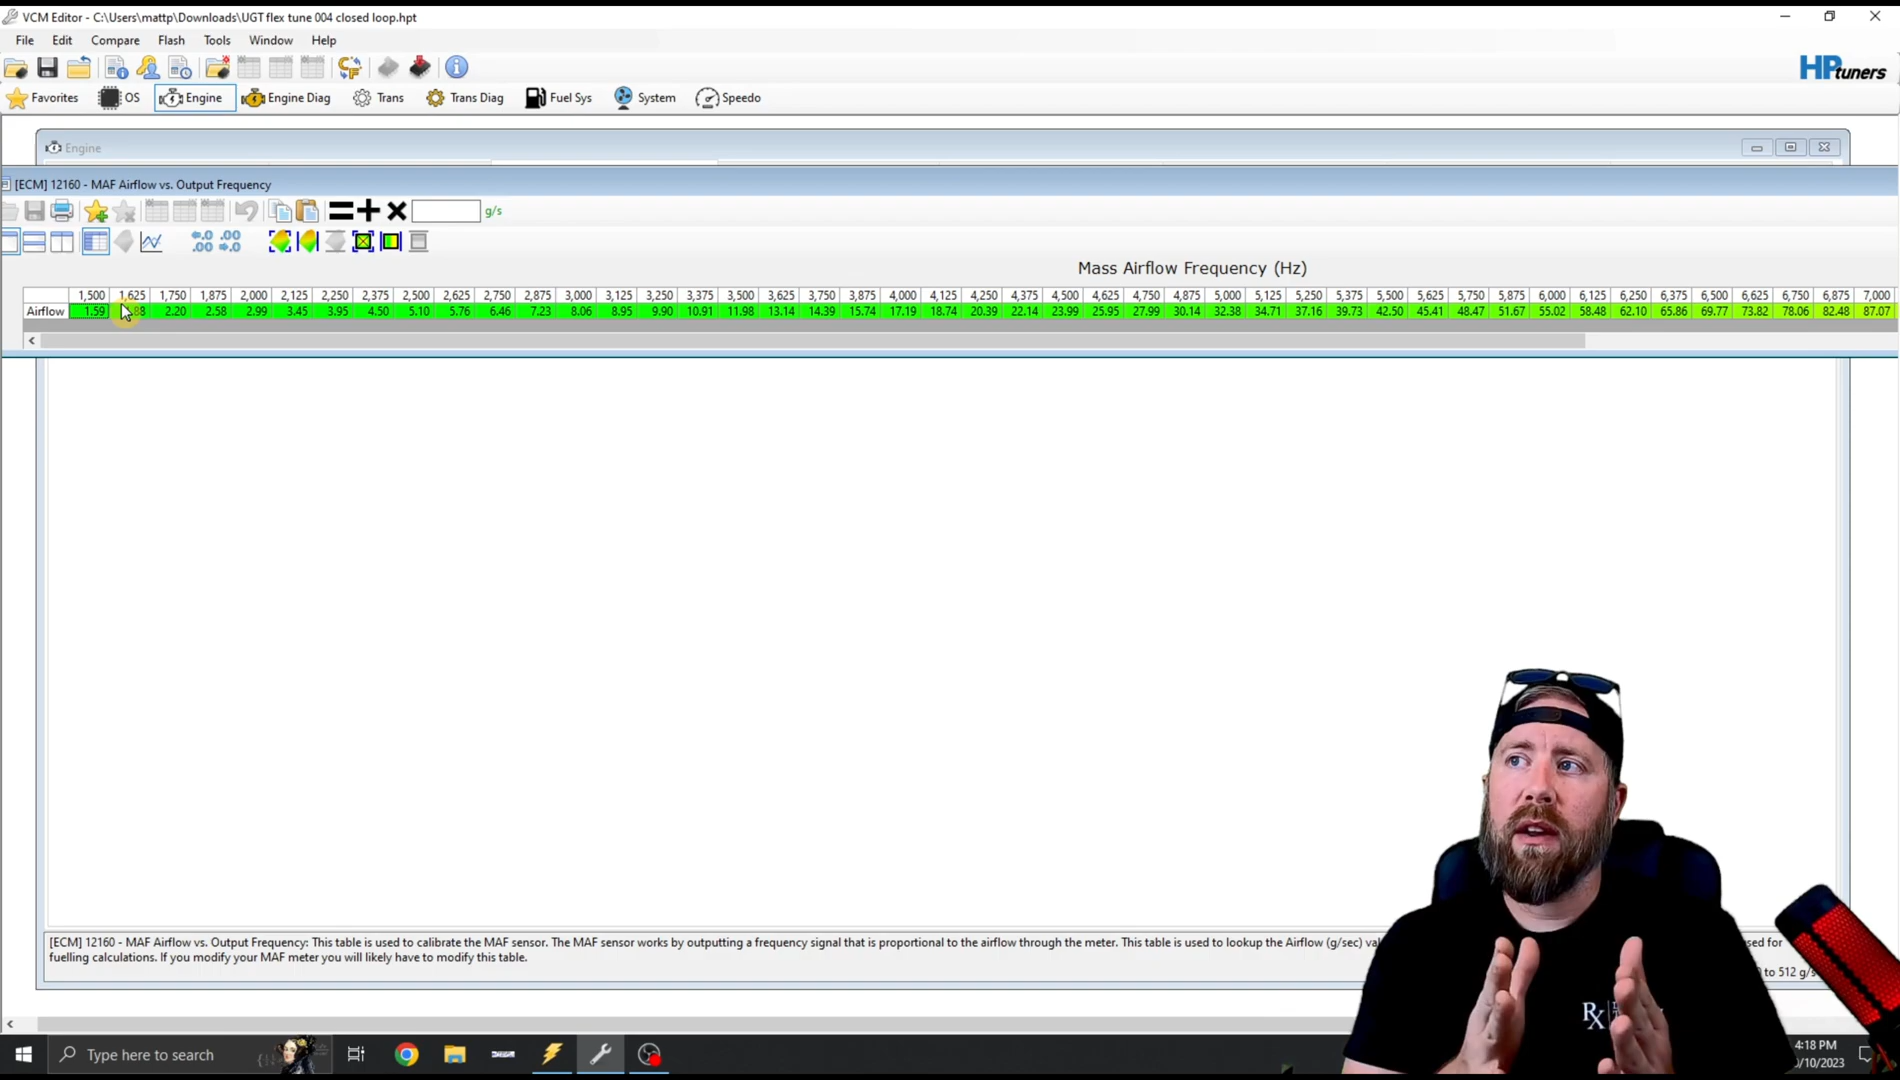 VCM Editor - C:\Users\mattp\Downloads\UGT flex tune 004 closed loop.hpt
File Edit Compare Flash Tools Window Help
HPtuners
Favorites OS Engine Engine Diag Trans Trans Diag Fuel Sys System Speedo
Engine
[ECM] 12160 - MAF Airflow vs. Output Frequency
g/s
Mass Airflow Frequency (Hz)
1,500 1,625 1,750 1,875 2,000 2,125 2,250 2,375 2,500 2,625 2,750 2,875 3,000 3,125 3,250 3,375 3,500 3,625 3,750 3,875 4,000 4,125 4,250 4,375 4,500 4,625 4,750 4,875 5,000 5,125 5,250 5,375 5,500 5,625 5,750 5,875 6,000 6,125 6,250 6,375 6,500 6,625 6,750 6,875 7,000
Airflow 1.59 2.20 2.58 2.99 3.45 3.95 4.50 5.10 5.76 6.46 7.23 8.06 8.95 9.90 10.91 11.98 13.14 14.39 15.74 17.19 18.74 20.39 22.14 23.99 25.95 27.99 30.14 32.38 34.71 37.16 39.73 42.50 45.41 48.47 51.67 55.02 58.48 62.10 65.86 69.77 73.82 78.06 82.48 87.07
[ECM] 12160 - MAF Airflow vs. Output Frequency: This table is used to calibrate the MAF sensor. The MAF sensor works by outputting a frequency signal that is proportional to the airflow through the meter. This table is used to lookup the Airflow (g/sec) for
fuelling calculations. If you modify your MAF meter you will likely have to modify this table.
to 512 g/s
Rx
Type here to search
4:18 PM
/10/2023